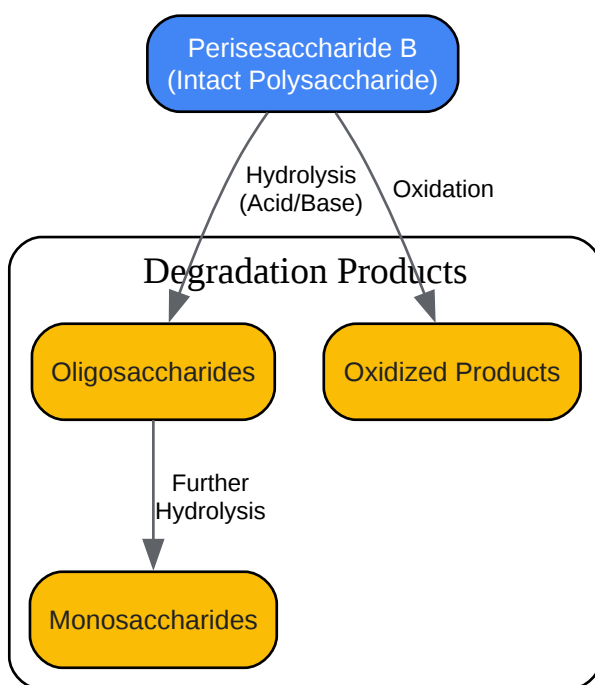 Perisesaccharide B
(Intact Polysaccharide)
Hydrolysis
(Acid/Base)
Oxidation
Degradation Products
Oligosaccharides
Oxidized Products
Further
Hydrolysis
Monosaccharides